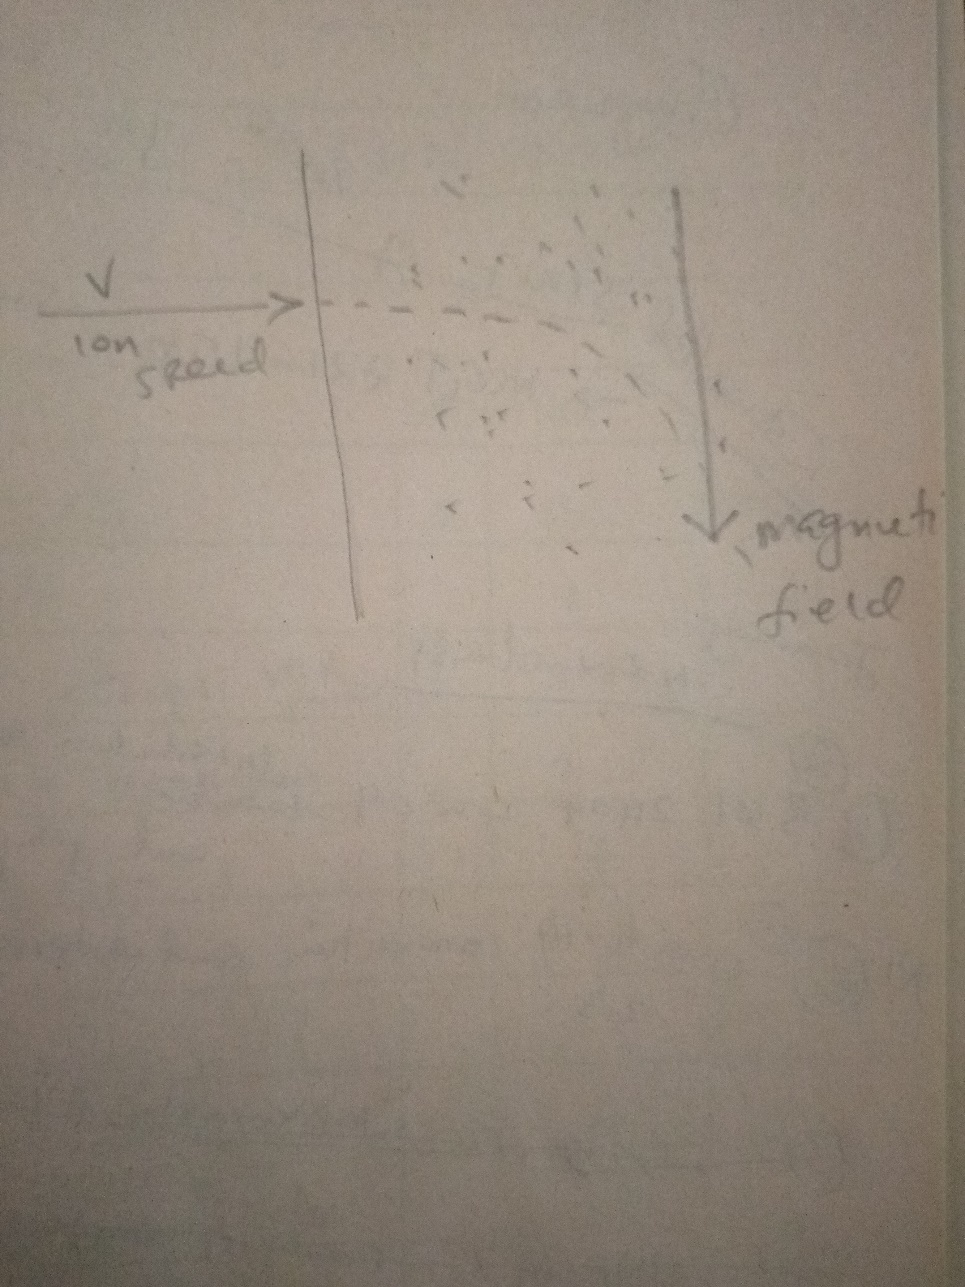 V
ion
speed
magneti
field